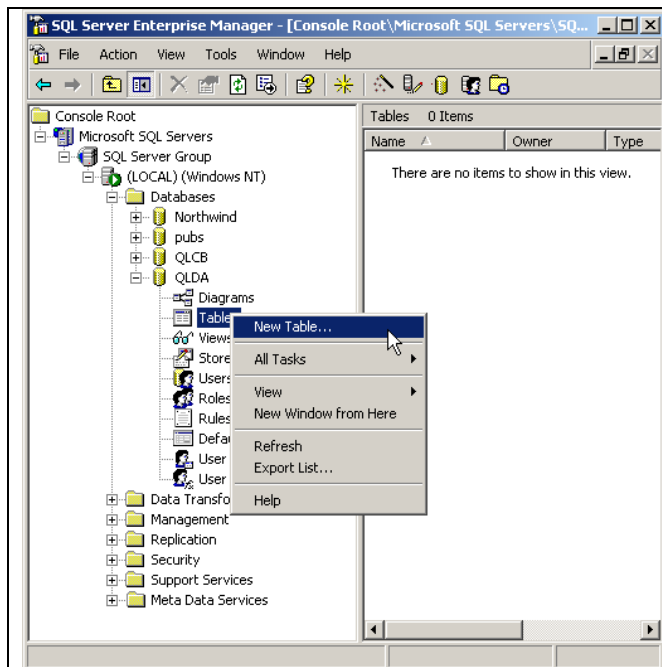 SQL Server Enterprise Manager - [Console Root\Microsoft SQL Servers\SQ...
File Action View Tools Window Help
Console Root
Microsoft SQL Servers
SQL Server Group
(LOCAL) (Windows NT)
Databases
Northwind
pubs
QLCB
QLDA
Diagrams
Table
Views
Store
Users
Roles
Rules
Defau
User
User
Data Transfo
Management
Replication
Security
Support Services
Meta Data Services
New Table...
All Tasks
View
New Window from Here
Refresh
Export List...
Help
Tables 0 Items
Name Owner Type
There are no items to show in this view.